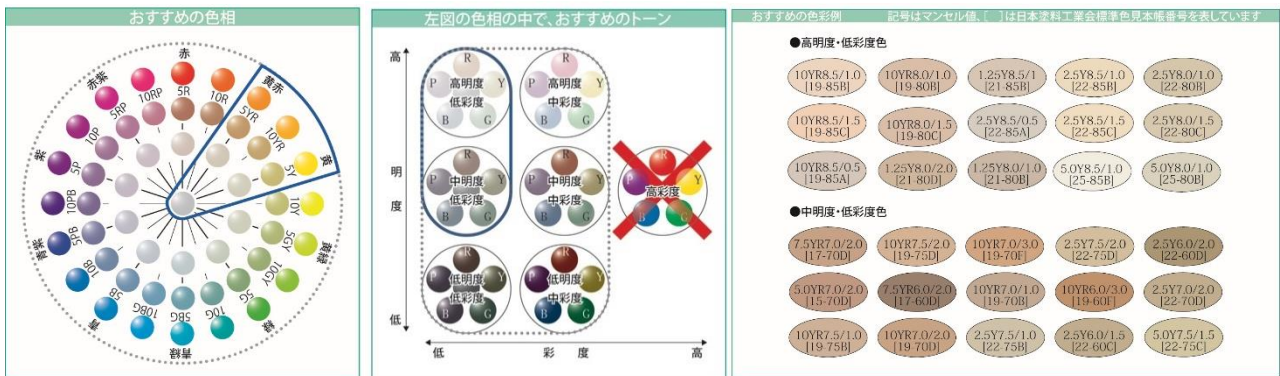 おすすめの色相
赤
5R
10R
黄赤
5YR
10YR
黄
5Y
10Y
黄緑
5GY
10GY
緑
5G
10G
青緑
5BG
10BG
青
5B
10B
青紫
5PB
10PB
紫
5P
10P
赤紫
5RP
10RP
左図の色相の中で、おすすめのトーン
高
明
度
低
R
P 高明度 Y
低彩度
B G
R
高明度
中彩度
B G
R
P 中明度 Y
低彩度
B G
R
P 中明度 Y
中彩度
B G
R
P Y
高彩度
B G
R
P 低明度 Y
低彩度
B G
R
P 低明度 Y
中彩度
B G
低 彩 度 高
おすすめの色彩例 記号はマンセル値、[ ]は日本塗料工業会標準色見本帳番号を表しています
●高明度・低彩度色
10YR8.5/1.0 10YR8.0/1.0 1.25Y8.5/1 2.5Y8.5/1.0 2.5Y8.0/1.0
[19-85B] [19-80B] [21-85B] [22-85B] [22-80B]
10YR8.5/1.5 10YR8.0/1.5 2.5Y8.5/0.5 2.5Y8.5/1.5 2.5Y8.0/1.5
[19-85C] [19-80C] [22-85A] [22-85C] [22-80C]
10YR8.5/0.5 1.25Y8.0/2.0 1.25Y8.0/1.0 5.0Y8.5/1.0 5.0Y8.0/1.0
[19-85A] [21-80D] [21-80B] [25-85B] [25-80B]
●中明度・低彩度色
7.5YR7.0/2.0 10YR7.5/2.0 10YR7.0/3.0 2.5Y7.5/2.0 2.5Y6.0/2.0
[17-70D] [19-75D] [19-70F] [22-75D] [22-60D]
5.0YR7.0/2.0 7.5YR6.0/2.0 10YR7.0/1.0 10YR6.0/3.0 2.5Y7.0/2.0
[15-70D] [17-60D] [19-70B] [19-60F] [22-70D]
10YR7.5/1.0 10YR7.0/2.0 2.5Y7.5/1.0 2.5Y6.0/1.5 5.0Y7.5/1.5
[19-75B] [19-70D] [22-75B] [22-60C] [22-75C]